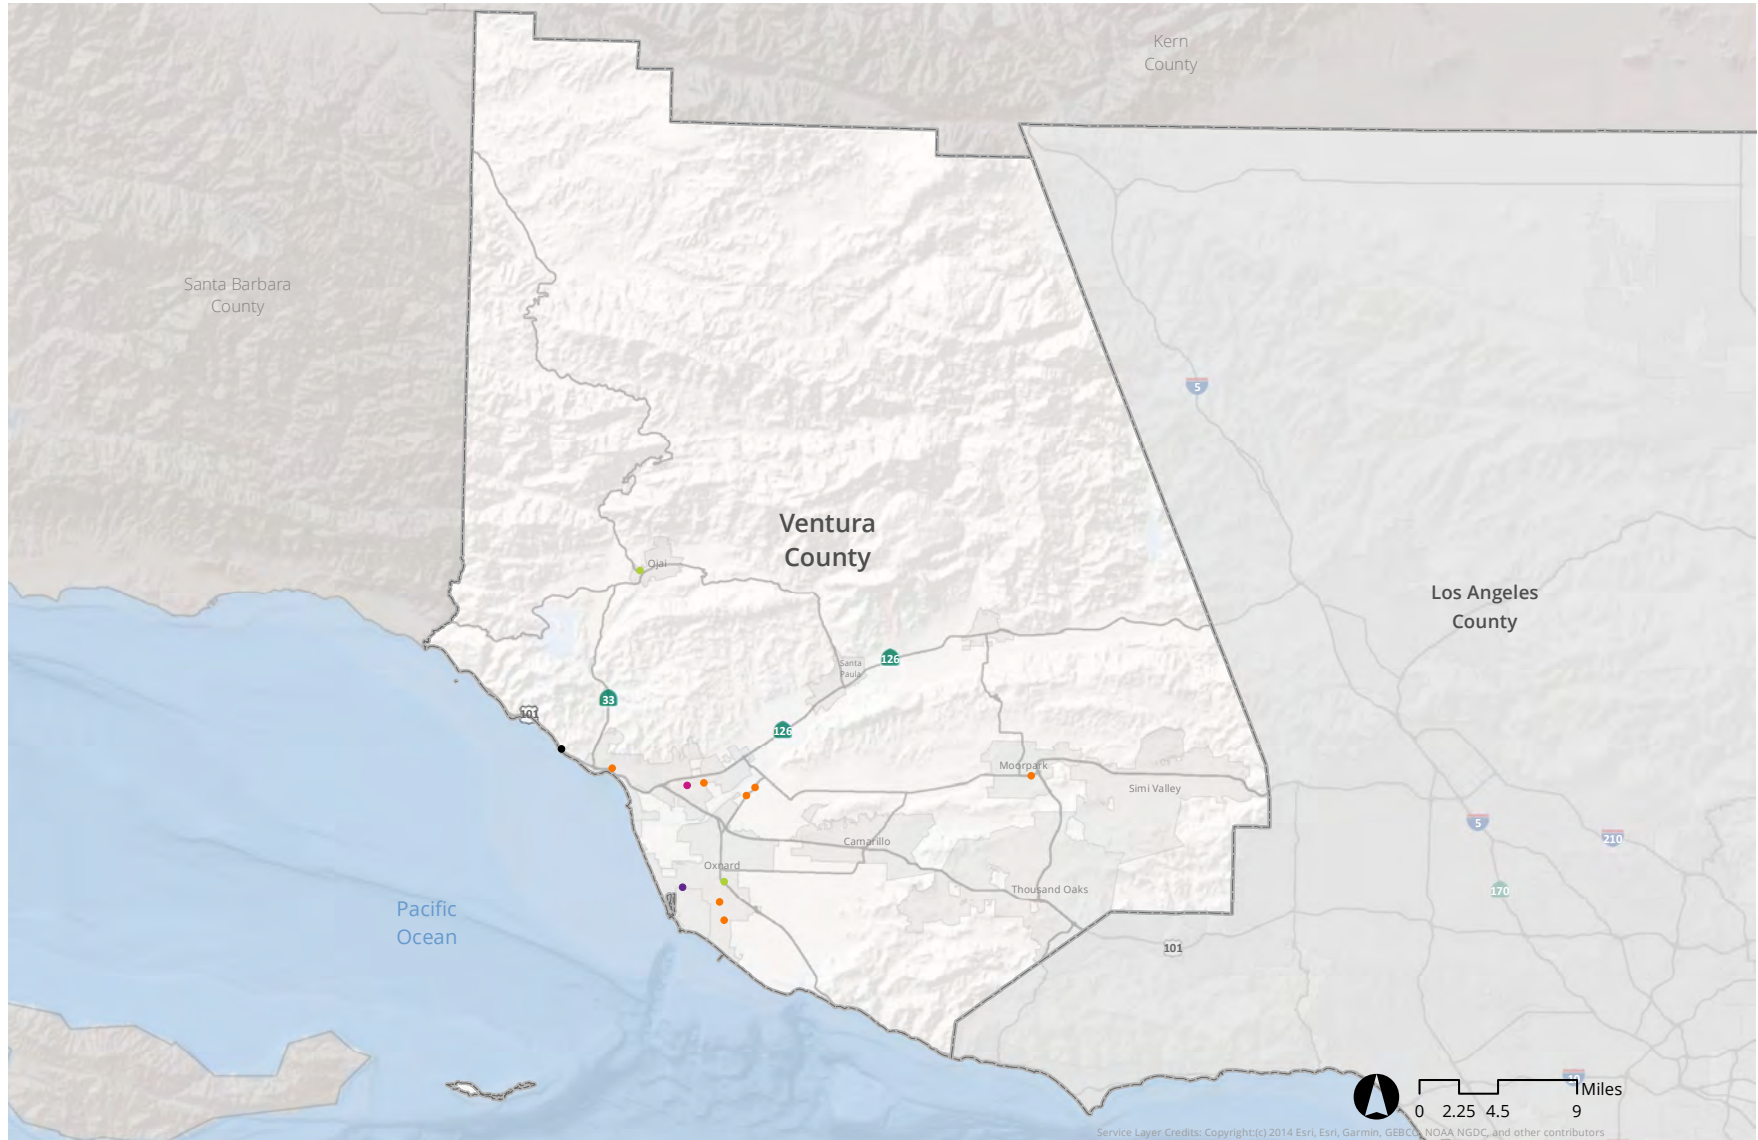 Kern
County
Santa Barbara
County
5
Ventura
County
Ojai
Los Angeles
County
126
Santa
Paula
33
101
126
Moorpark
Simi Valley
5
210
Camarillo
Oxnard
Thousand Oaks
170
Pacific
Ocean
101
10
Miles
0 2.25 4.5 9
Service Layer Credits: Copyright:(c) 2014 Esri, Esri, Garmin, GEBCO, NOAA NGDC, and other contributors